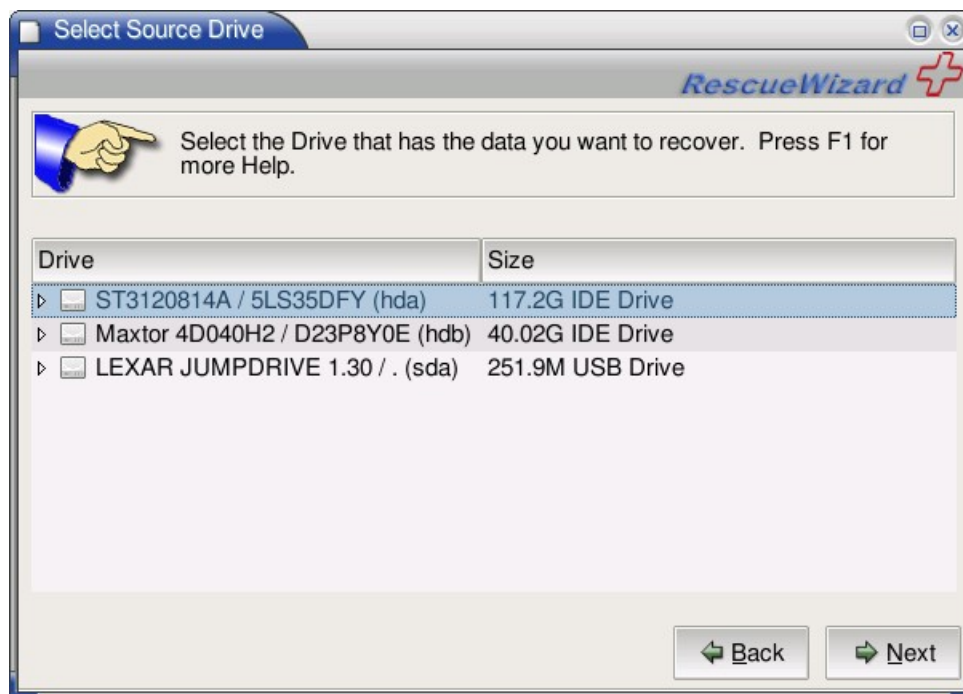 Select Source Drive
RescueWizard
Select the Drive that has the data you want to recover. Press F1 for
more Help.
Drive Size
ST3120814A / 5LS35DFY (hda) 117.2G IDE Drive
Maxtor 4D040H2 / D23P8Y0E (hdb) 40.02G IDE Drive
LEXAR JUMPDRIVE 1.30 / . (sda) 251.9M USB Drive
Back Next